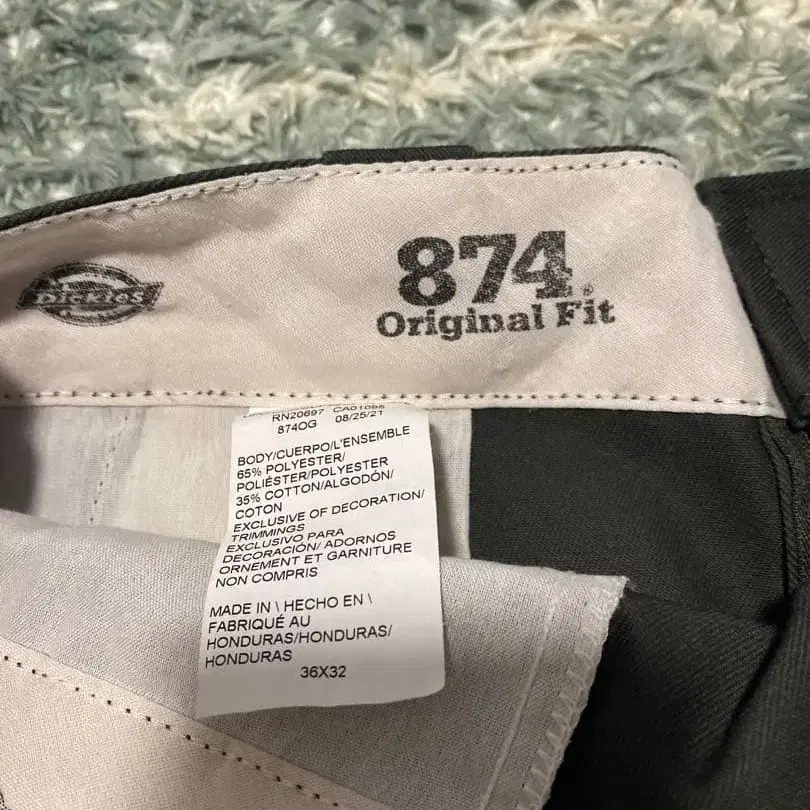 Dickies
874
Original Fit
RN20697 CA01095
874OG 08/25/21
BODY/CUERPO/L'ENSEMBLE
65% POLYESTER/
POLIÉSTER/POLYESTER
35% COTTON/ALGODÓN/
COTON
EXCLUSIVE OF DECORATION/
TRIMMINGS
EXCLUSIVO PARA
DECORACIÓN/ ADORNOS
ORNEMENT ET GARNITURE
NON COMPRIS
MADE IN \ HECHO EN \
FABRIQUÉ AU
HONDURAS/HONDURAS/
HONDURAS
36X32